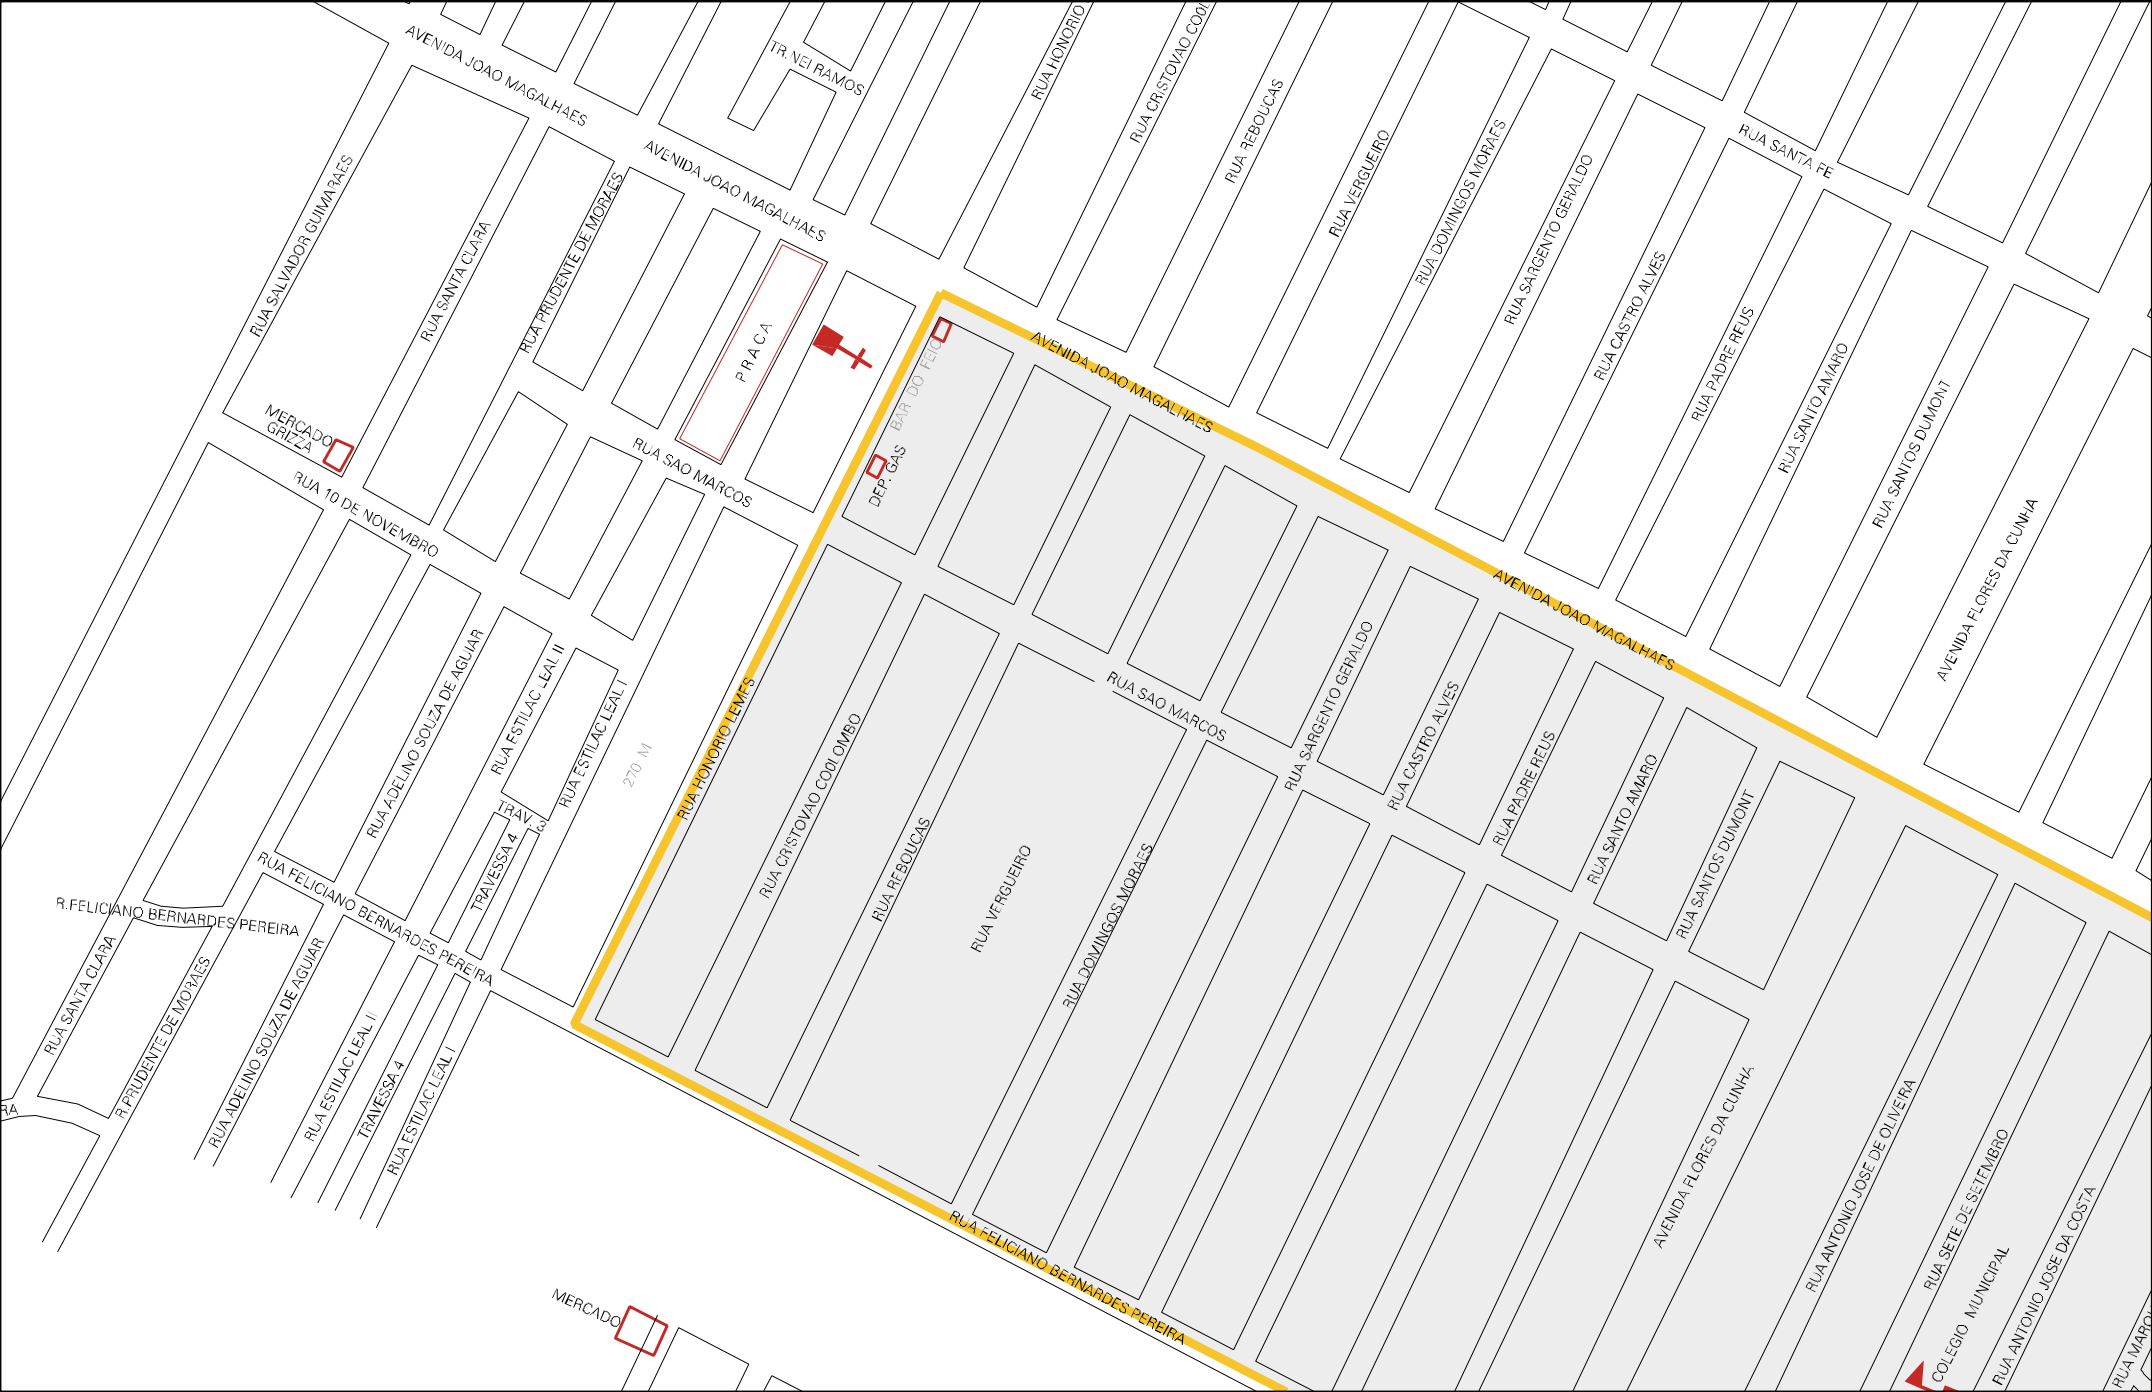 AVENIDA JOAO MAGALHAES
TR. NEI RAMOS
RUA HONORIO
RUA CRISTOVAO COOL
RUA REBOUCAS
RUA VERGUEIRO
RUA DOMINGOS MORAES
RUA SARGENTO GERALDO
RUA SANTA FE
AVENIDA JOAO MAGALHAES
RUA SALVADOR GUIMARAES
RUA SANTA CLARA
RUA PRUDENTE DE MORAES
PRACA
RUA CASTRO ALVES
RUA PADRE REUS
RUA SANTO AMARO
RUA SANTOS DUMONT
AVENIDA FLORES DA CUNHA
AVENIDA JOAO MAGALHAES
BAR DO FEIO
DEP. GAS
MERCADO
GRIZZA
RUA SAO MARCOS
RUA 10 DE NOVEMBRO
AVENIDA JOAO MAGALHAES
RUA ADELINO SOUZA DE AGUIAR
RUA ESTILAC LEAL II
RUA ESTILAC LEAL I
270 M
RUA HONORIO LEMES
RUA SAO MARCOS
RUA SARGENTO GERALDO
RUA CASTRO ALVES
RUA PADRE REUS
RUA SANTO AMARO
RUA SANTOS DUMONT
RUA CRISTOVAO COOLOMBO
RUA REBOUCAS
RUA VERGUEIRO
RUA DOMINGOS MORAES
TRAV. 3
TRAVESSA 4
RUA FELICIANO BERNARDES PEREIRA
R.FELICIANO BERNARDES PEREIRA
RUA SANTA CLARA
R.PRUDENTE DE MORAES
RUA ADELINO SOUZA DE AGUIAR
RUA ESTILAC LEAL II
TRAVESSA 4
RUA ESTILAC LEAL I
RA
AVENIDA FLORES DA CUNHA
RUA ANTONIO JOSE DE OLIVEIRA
RUA SETE DE SETEMBRO
RUA ANTONIO JOSE DA COSTA
COLEGIO MUNICIPAL
RUA FELICIANO BERNARDES PEREIRA
MERCADO
RUA MARQU